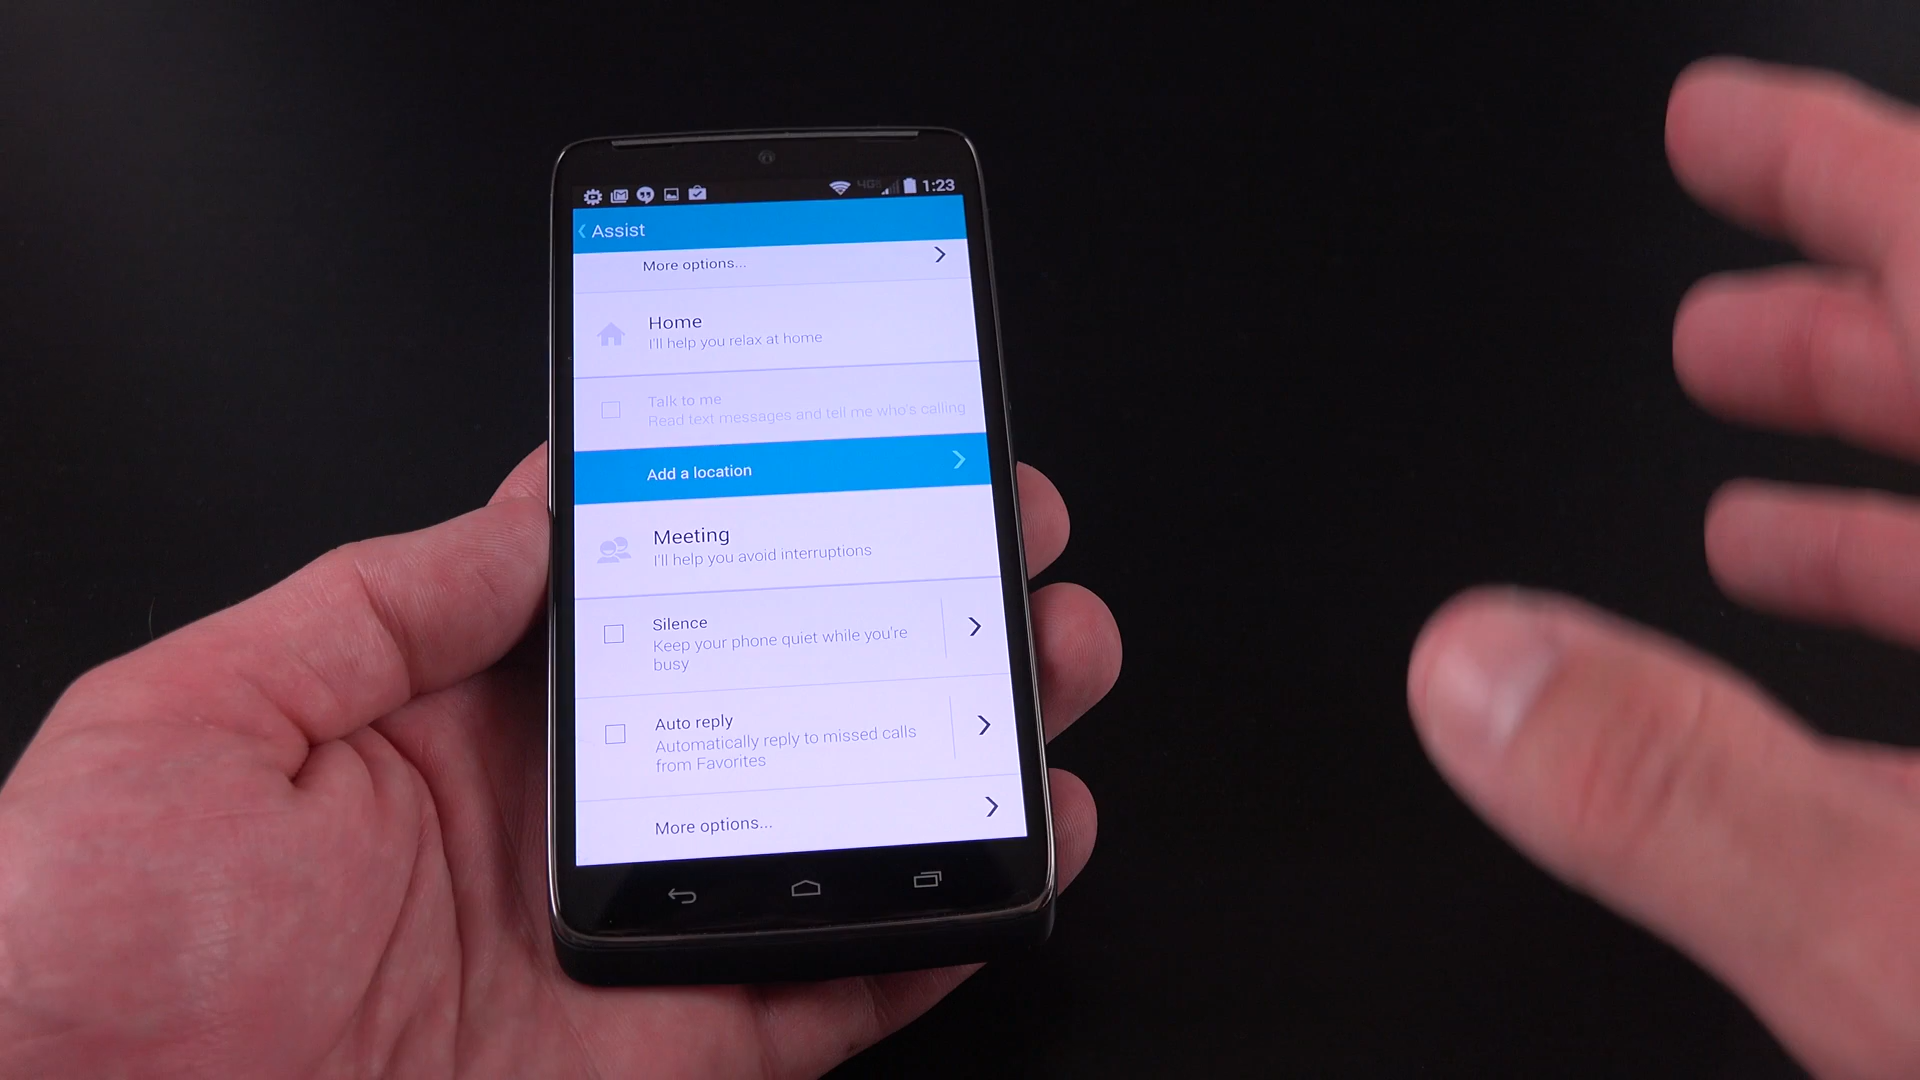 1:23
Assist
More options...
Home
I'll help you relax at home
Talk to me
Read text messages and tell me who's calling
Add a location
Meeting
I'll help you avoid interruptions
Silence
Keep your phone quiet while you're
busy
Auto reply
Automatically reply to missed calls
from Favorites
More options...